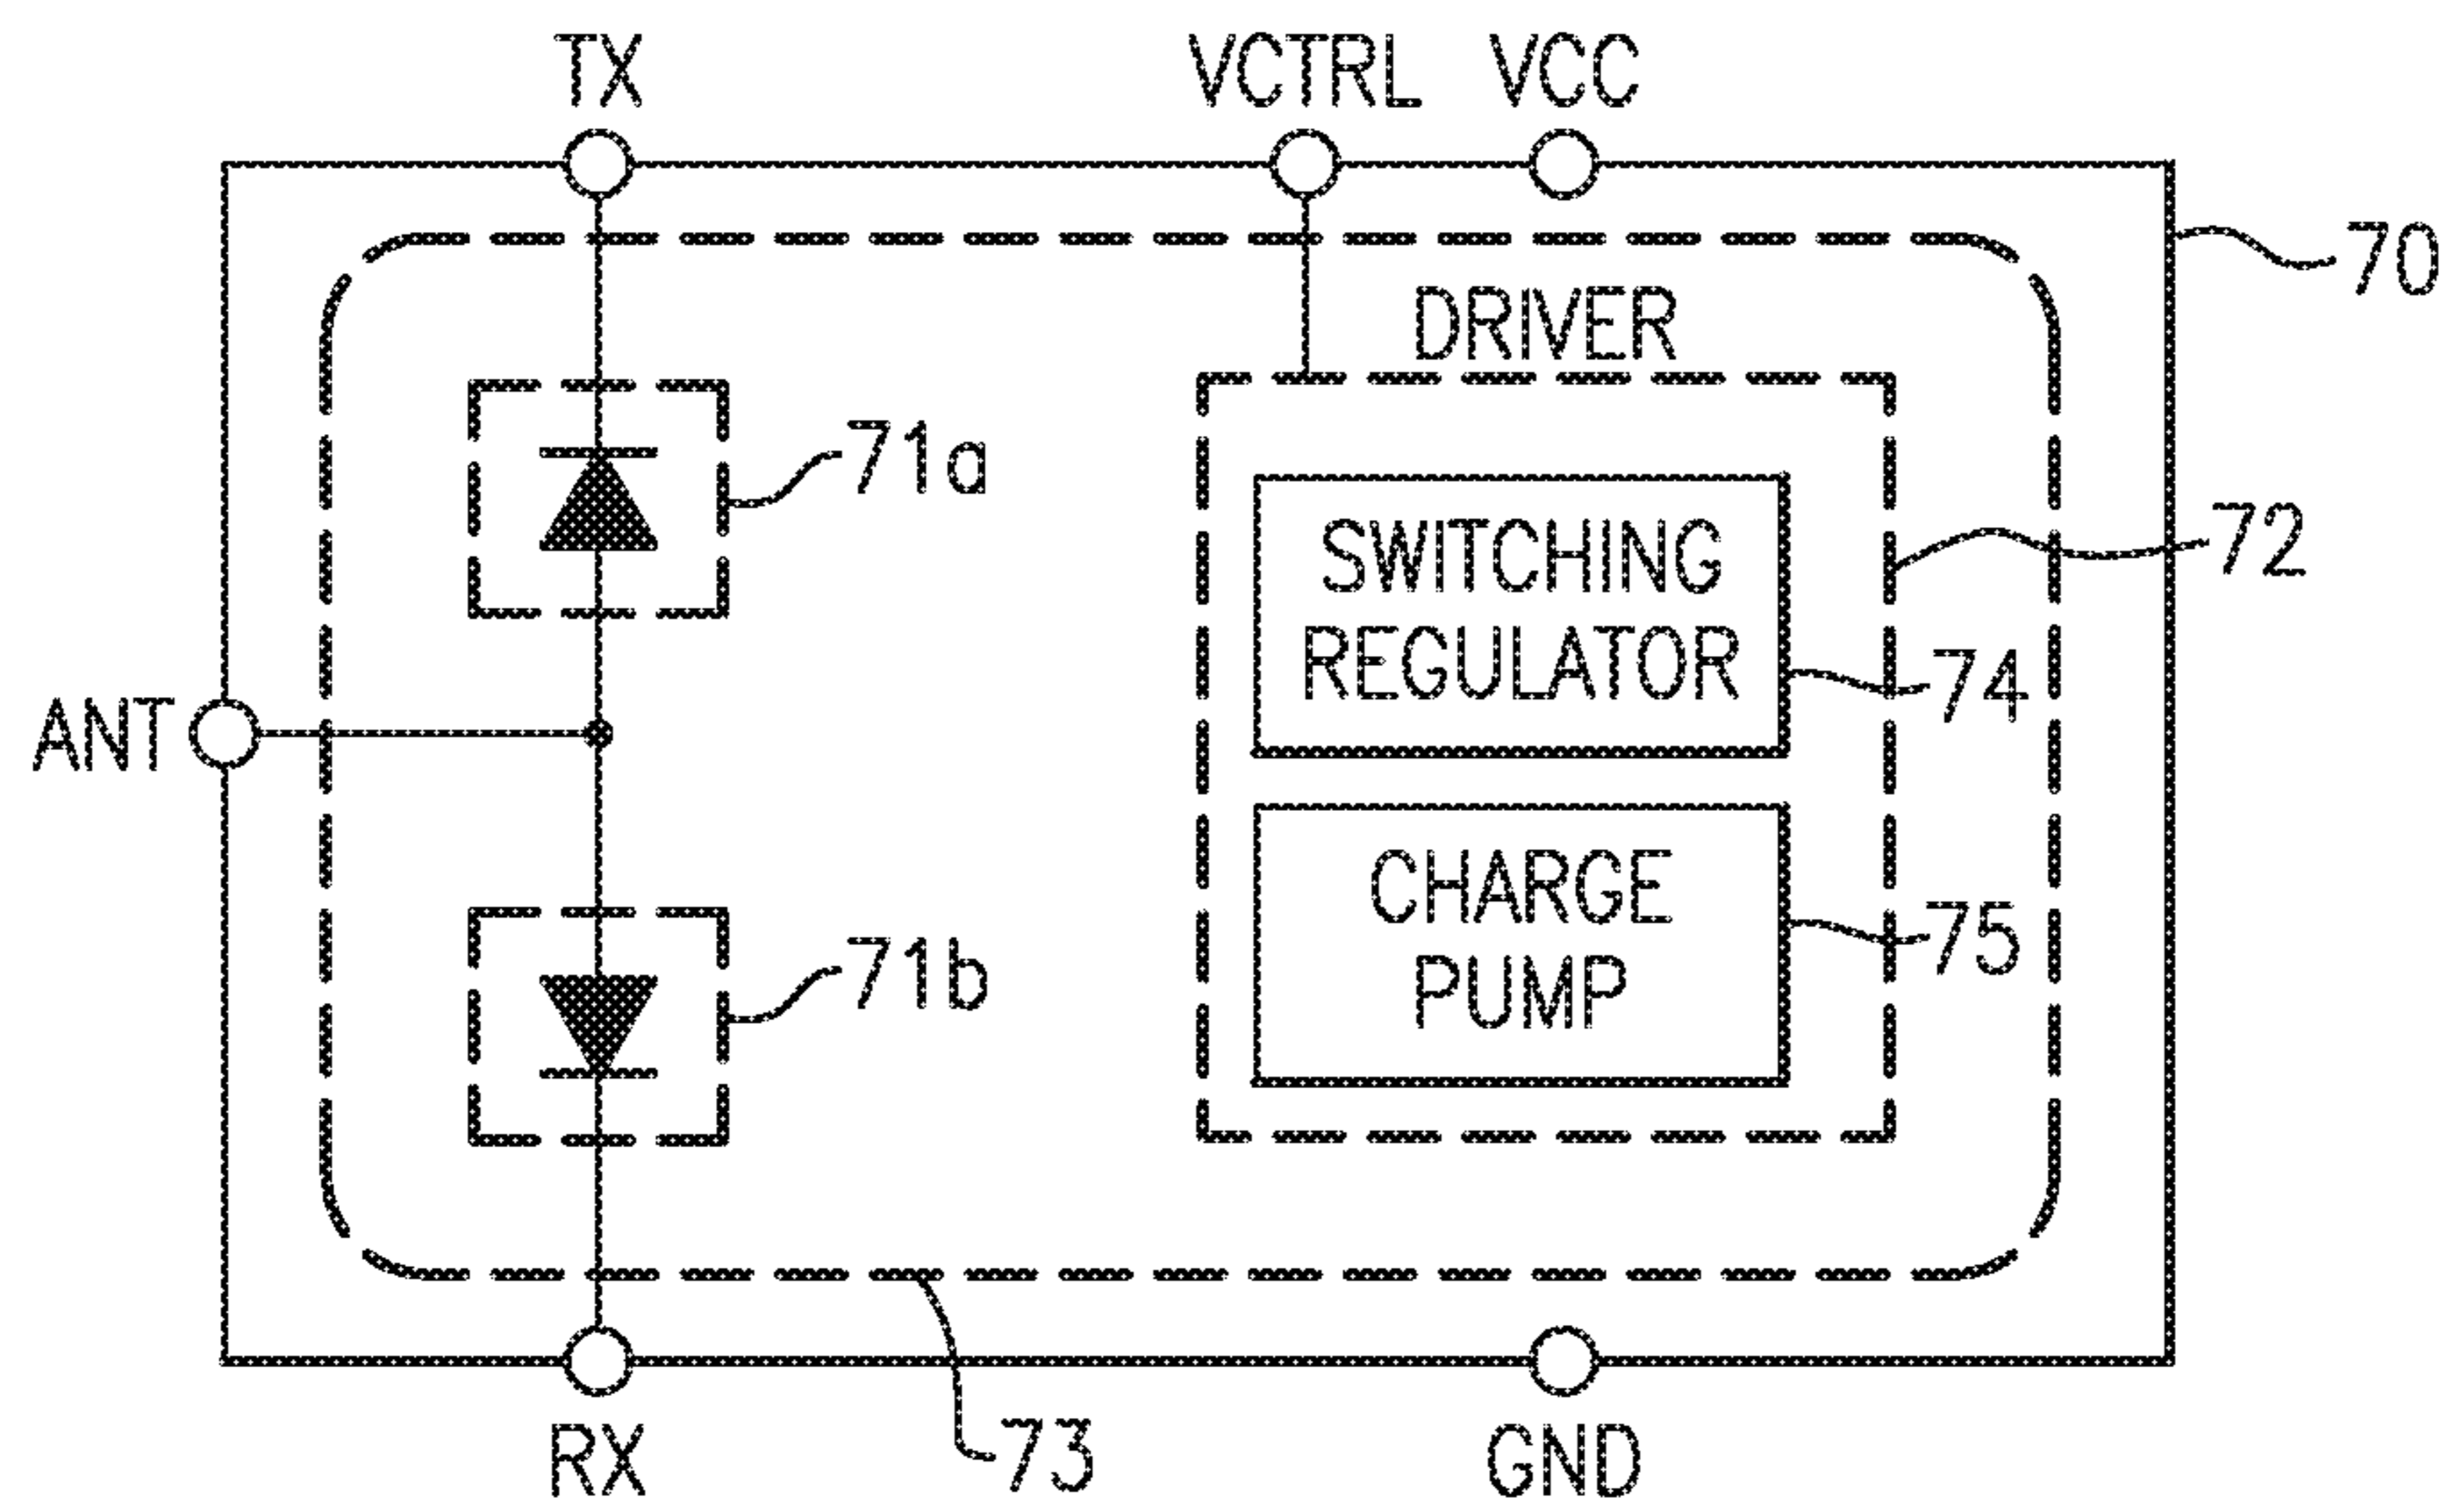 TX
VCTRL
VCC
70
DRIVER
71a
SWITCHING
REGULATOR
72
74
ANT
CHARGE
PUMP
75
71b
73
RX
GND